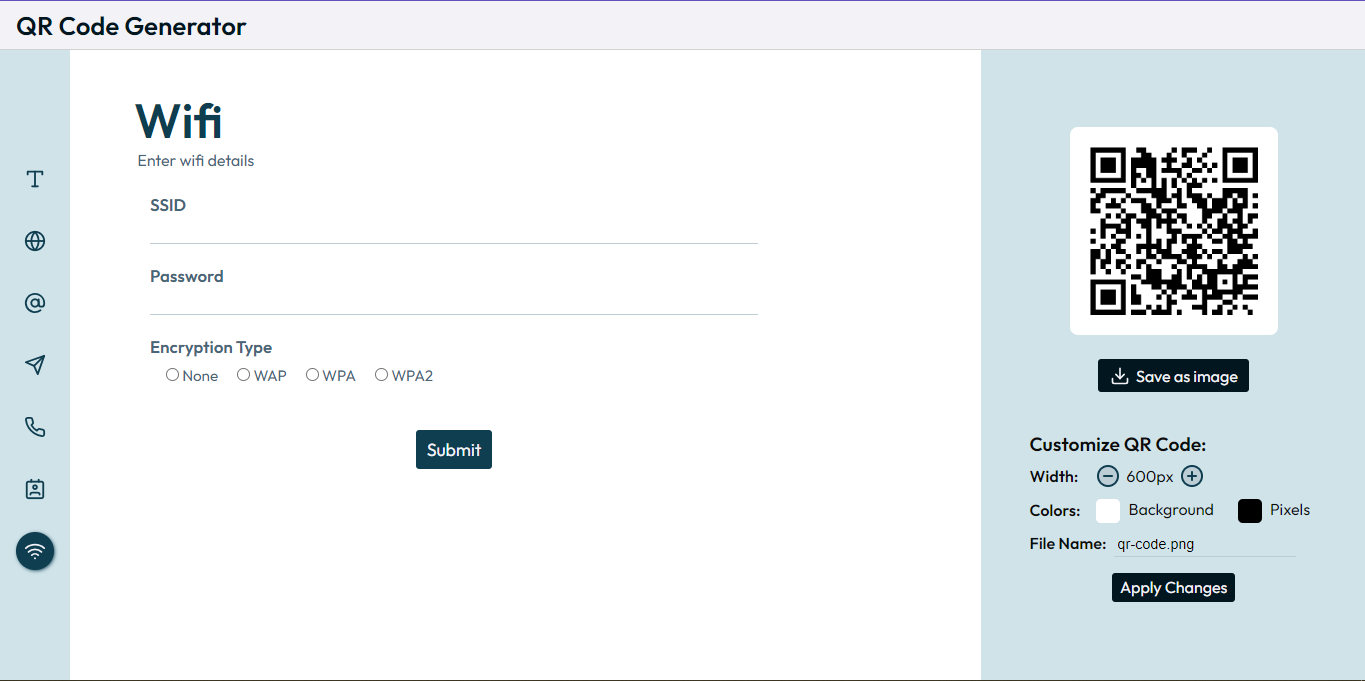 QR Code Generator
Wifi
Enter wifi details
SSID
Password
Encryption Type
None WAP WPA WPA2
Submit
Save as image
Customize QR Code:
Width: 600px
Colors: Background Pixels
File Name: qr-code.png
Apply Changes